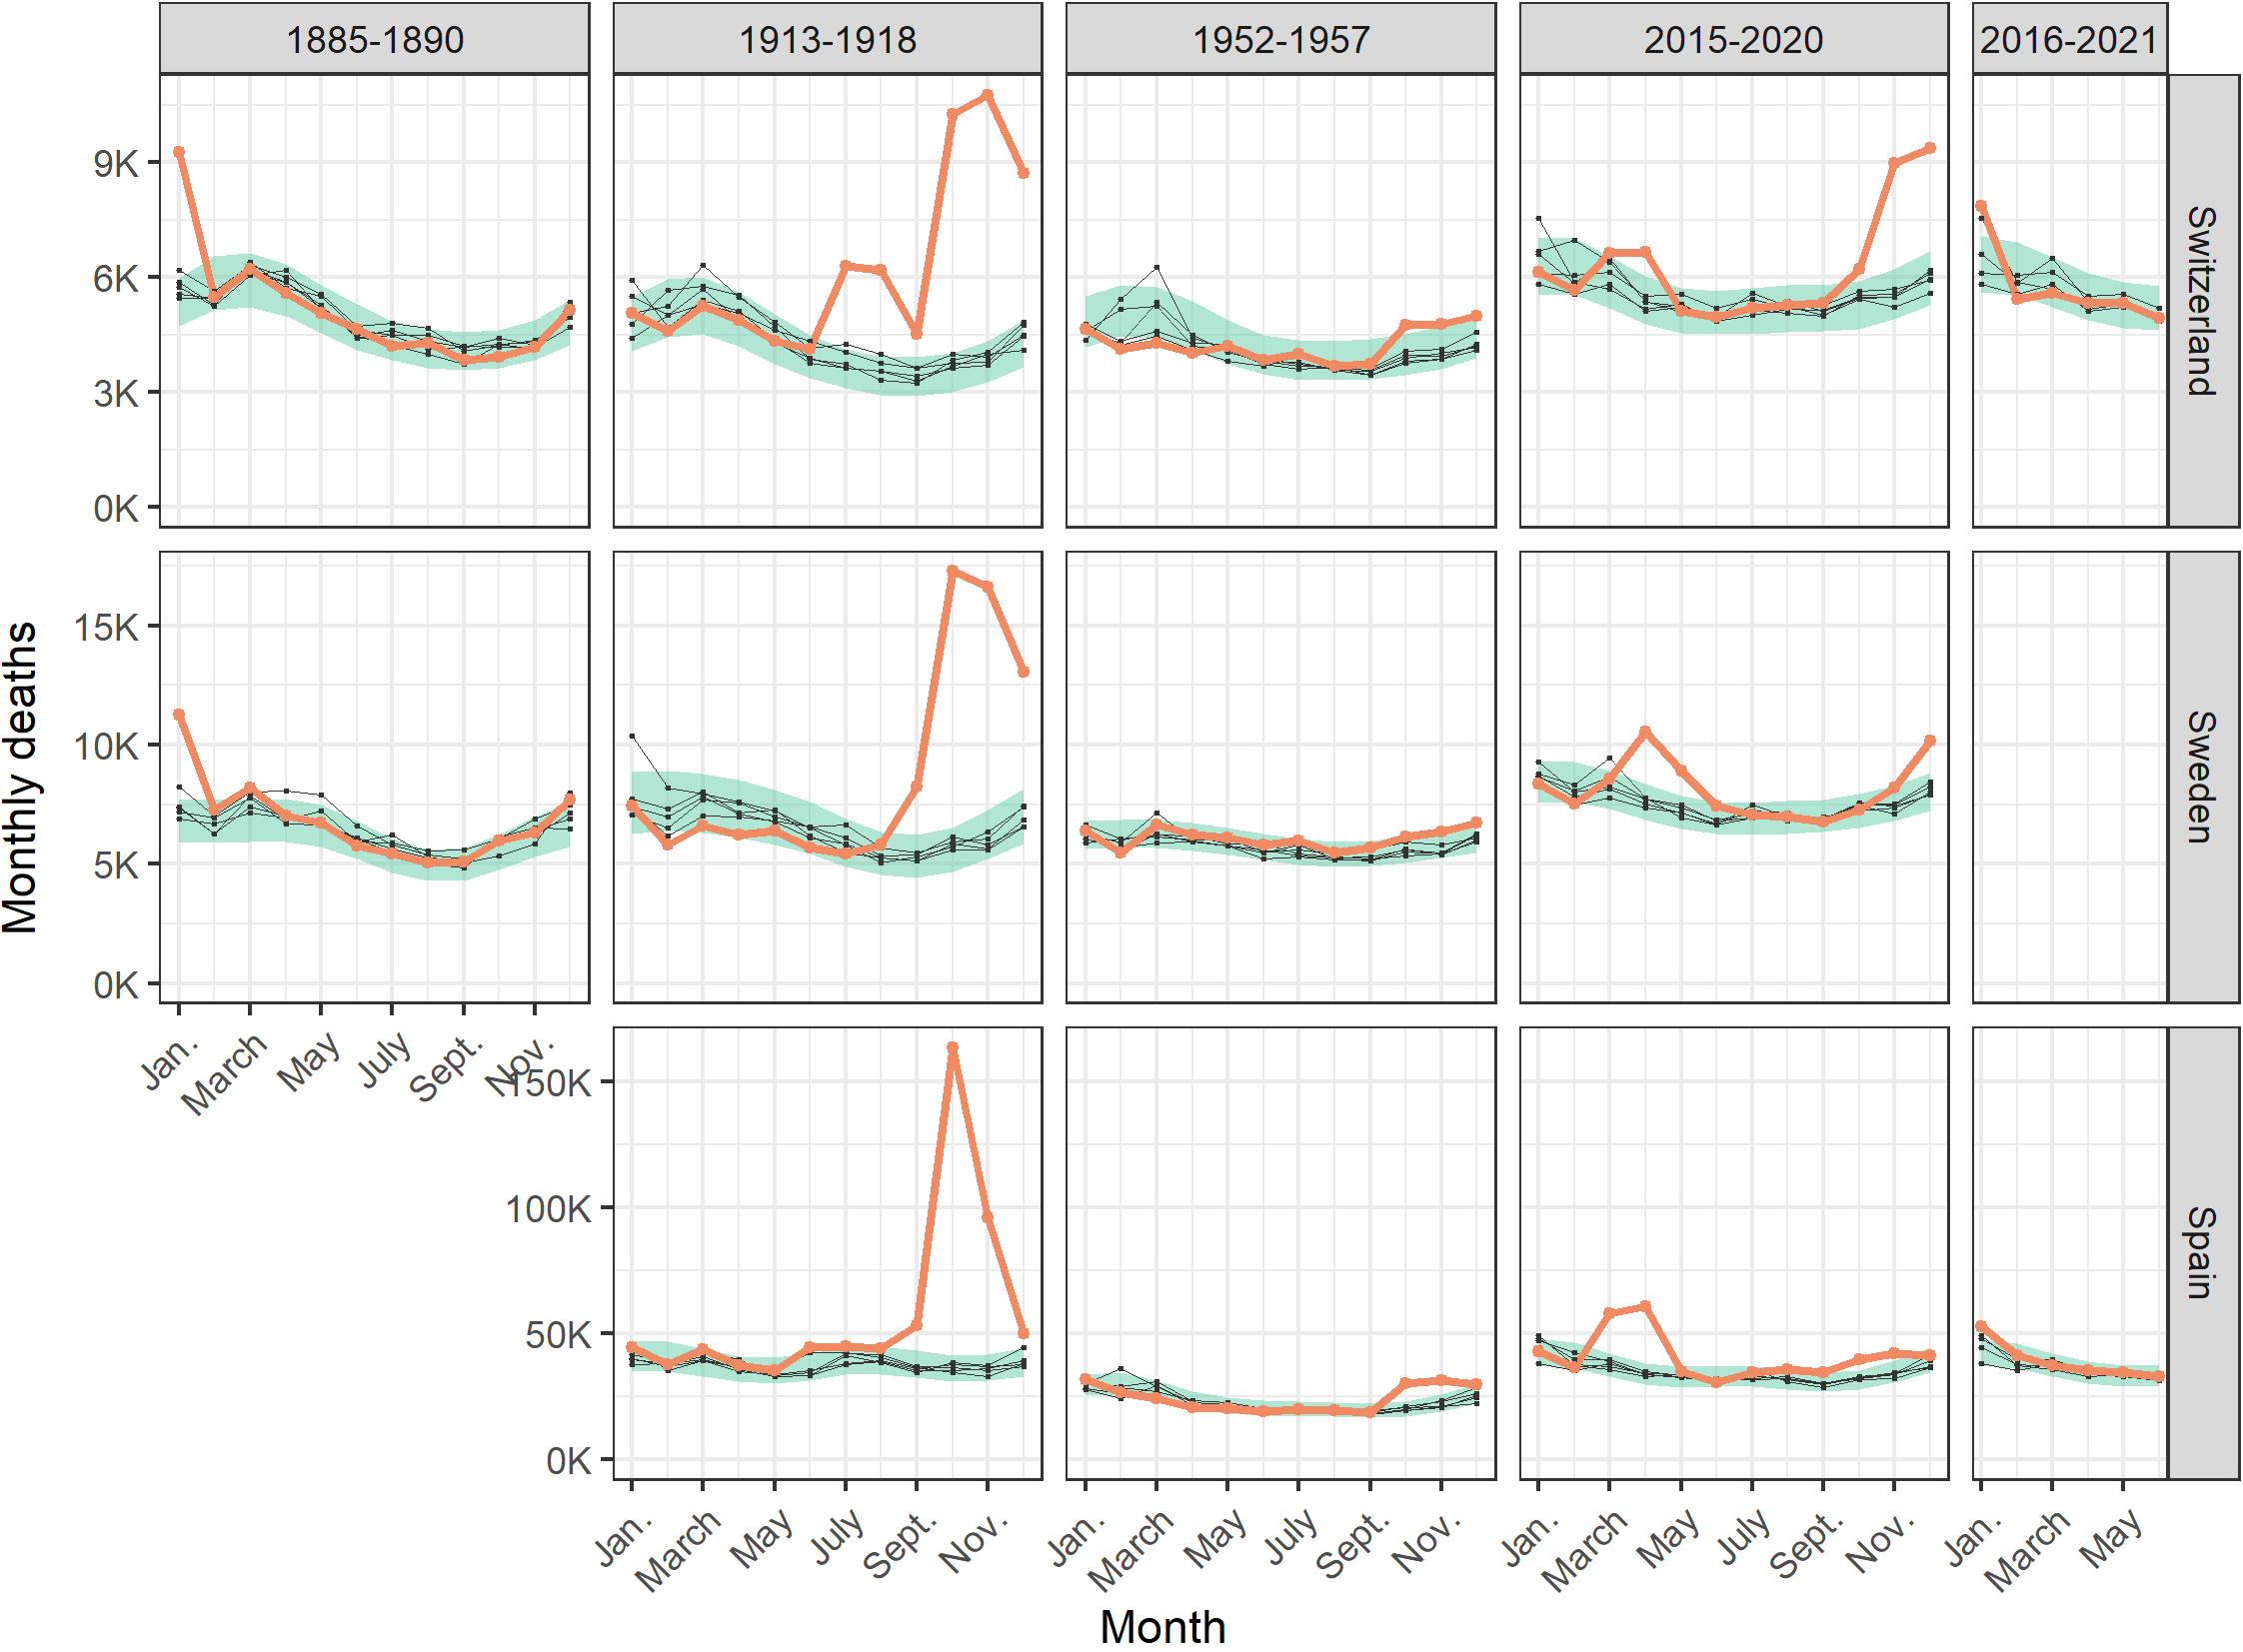 1885-1890 1913-1918 1952-1957 2015-2020 2016-2021
9K
6K
3K
0K
Switzerland
Monthly deaths
15K
10K
5K
0K
Sweden
Jan. March May July Sept. Nov.
150K
100K
50K
0K
Spain
Jan. March May July Sept. Nov. Jan. March May July Sept. Nov. Jan. March May July Sept. Nov. Jan. March May
Month